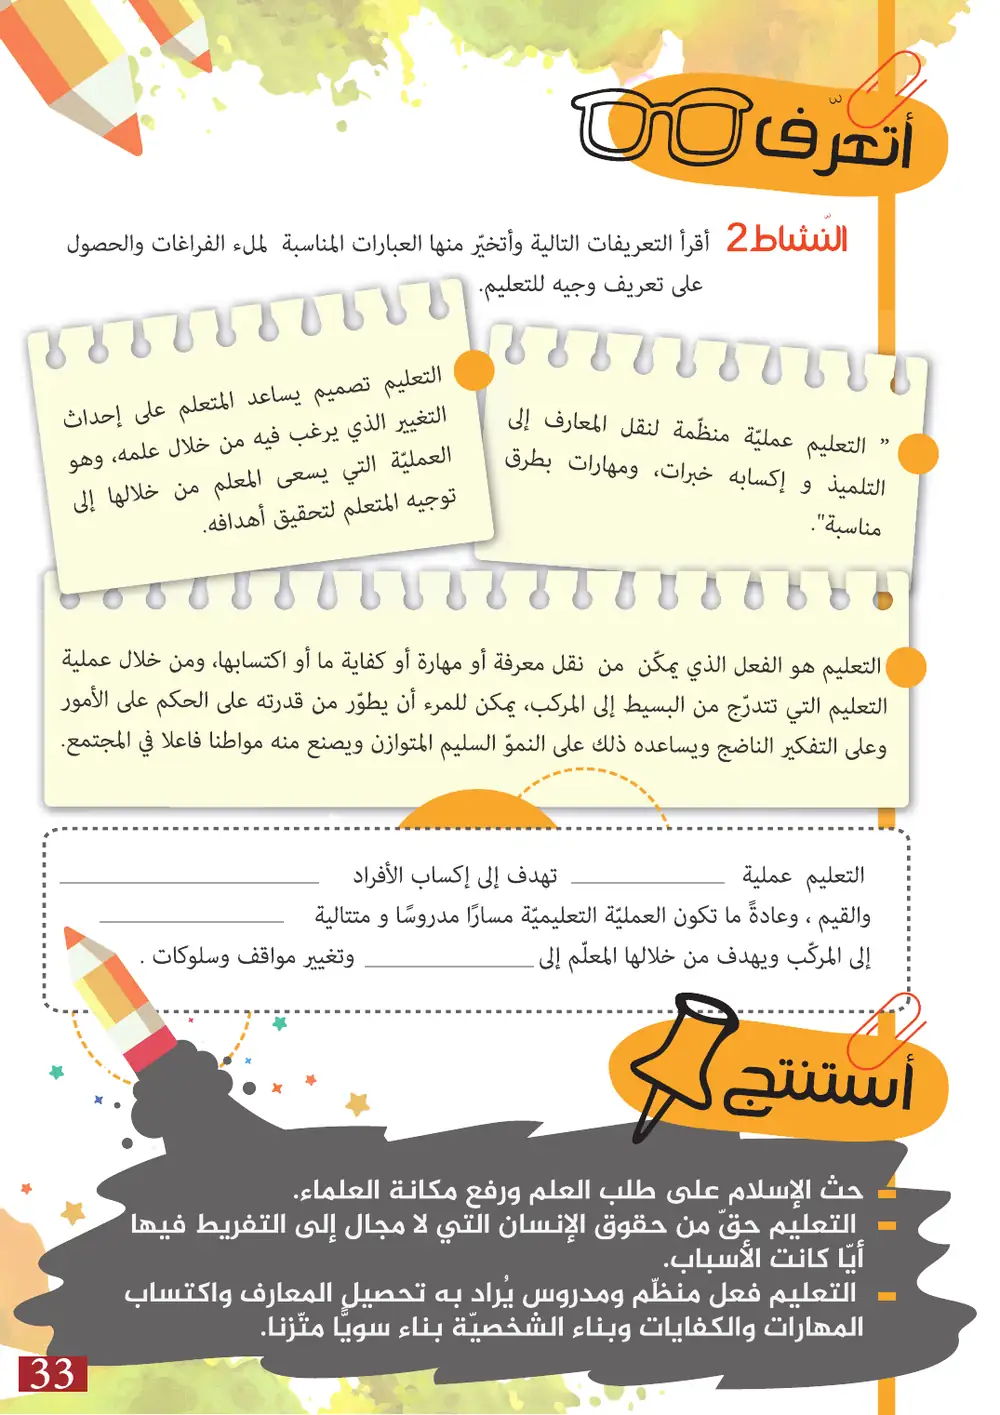 أتعرّف
النّشاط2 أقرأ التعريفات التالية وأتخيّر منها العبارات المناسبة لملء الفراغات والحصول
على تعريف وجيه للتعليم.
” التعليم عمليّة منظّمة لنقل المعارف إلى
التلميذ و إكسابه خبرات، ومهارات بطرق
مناسبة".
التعليم تصميم يساعد المتعلم على إحداث
التغيير الذي يرغب فيه من خلال علمه، وهو
العمليّة التي يسعى المعلم من خلالها إلى
توجيه المتعلم لتحقيق أهدافه.
التعليم هو الفعل الذي يمكّن من نقل معرفة أو مهارة أو كفاية ما أو اكتسابها، ومن خلال عملية
التعليم التي تتدرّج من البسيط إلى المركب، يمكن للمرء أن يطوّر من قدرته على الحكم على الأمور
وعلى التفكير الناضج ويساعده ذلك على النموّ السليم المتوازن ويصنع منه مواطنا فاعلا في المجتمع.
التعليم عملية ______ تهدف إلى إكساب الأفراد ______
والقيم ، وعادةً ما تكون العمليّة التعليميّة مسارًا مدروسًا و متتالية ______
إلى المركّب ويهدف من خلالها المعلّم إلى ______ وتغيير مواقف وسلوكات .
أستنتج
حث الإسلام على طلب العلم ورفع مكانة العلماء.
التعليم حقّ من حقوق الإنسان التي لا مجال إلى التفريط فيها
أيّا كانت الأسباب.
التعليم فعل منظّم ومدروس يُراد به تحصيل المعارف واكتساب
المهارات والكفايات وبناء الشخصيّة بناء سويًّا متّزنا.
33